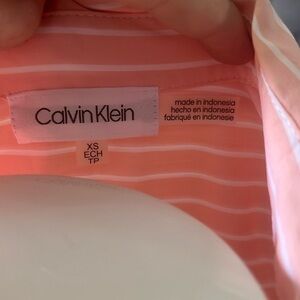 Calvin Klein
made in indonesia
hecho en indonesia
fabriqué en indonesie
XS
ECH
TP